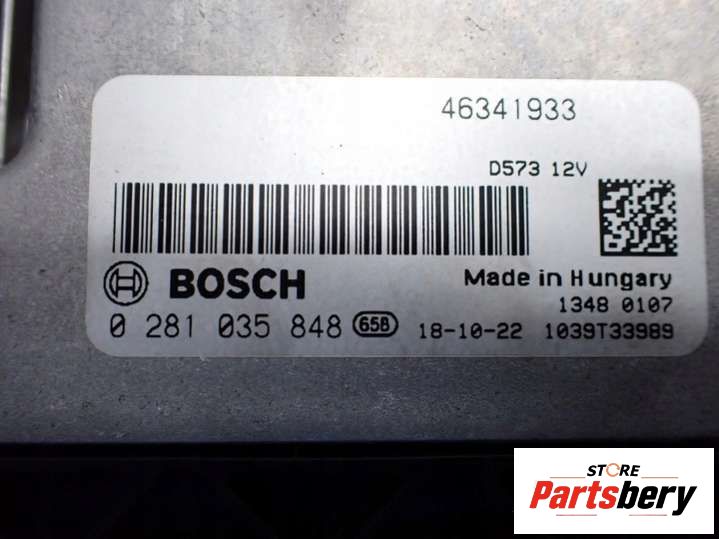 46341933
D573 12V
BOSCH
Made in Hungary
1348 0107
0 281 035 848 658 18-10-22 1039T33989
STORE
Partsbery